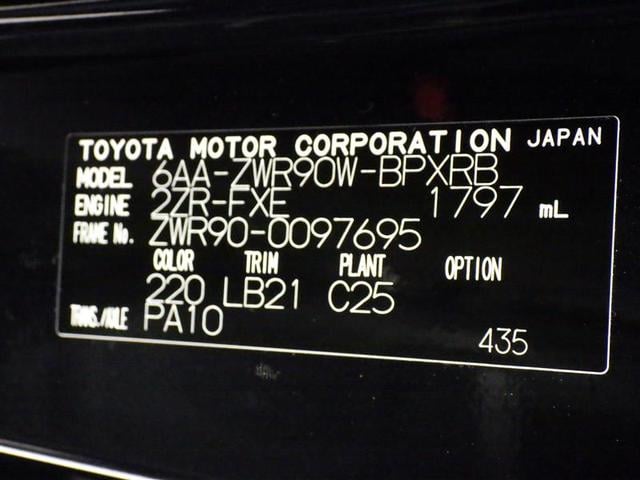 TOYOTA MOTOR CORPORATION JAPAN
MODEL 6AA-ZWR90W-BPXRB
ENGINE 2ZR-FXE 1797 mL
FRAME No. ZWR90-0097695
COLOR TRIM PLANT OPTION
220 LB21 C25
TRANS./AXLE PA10
435